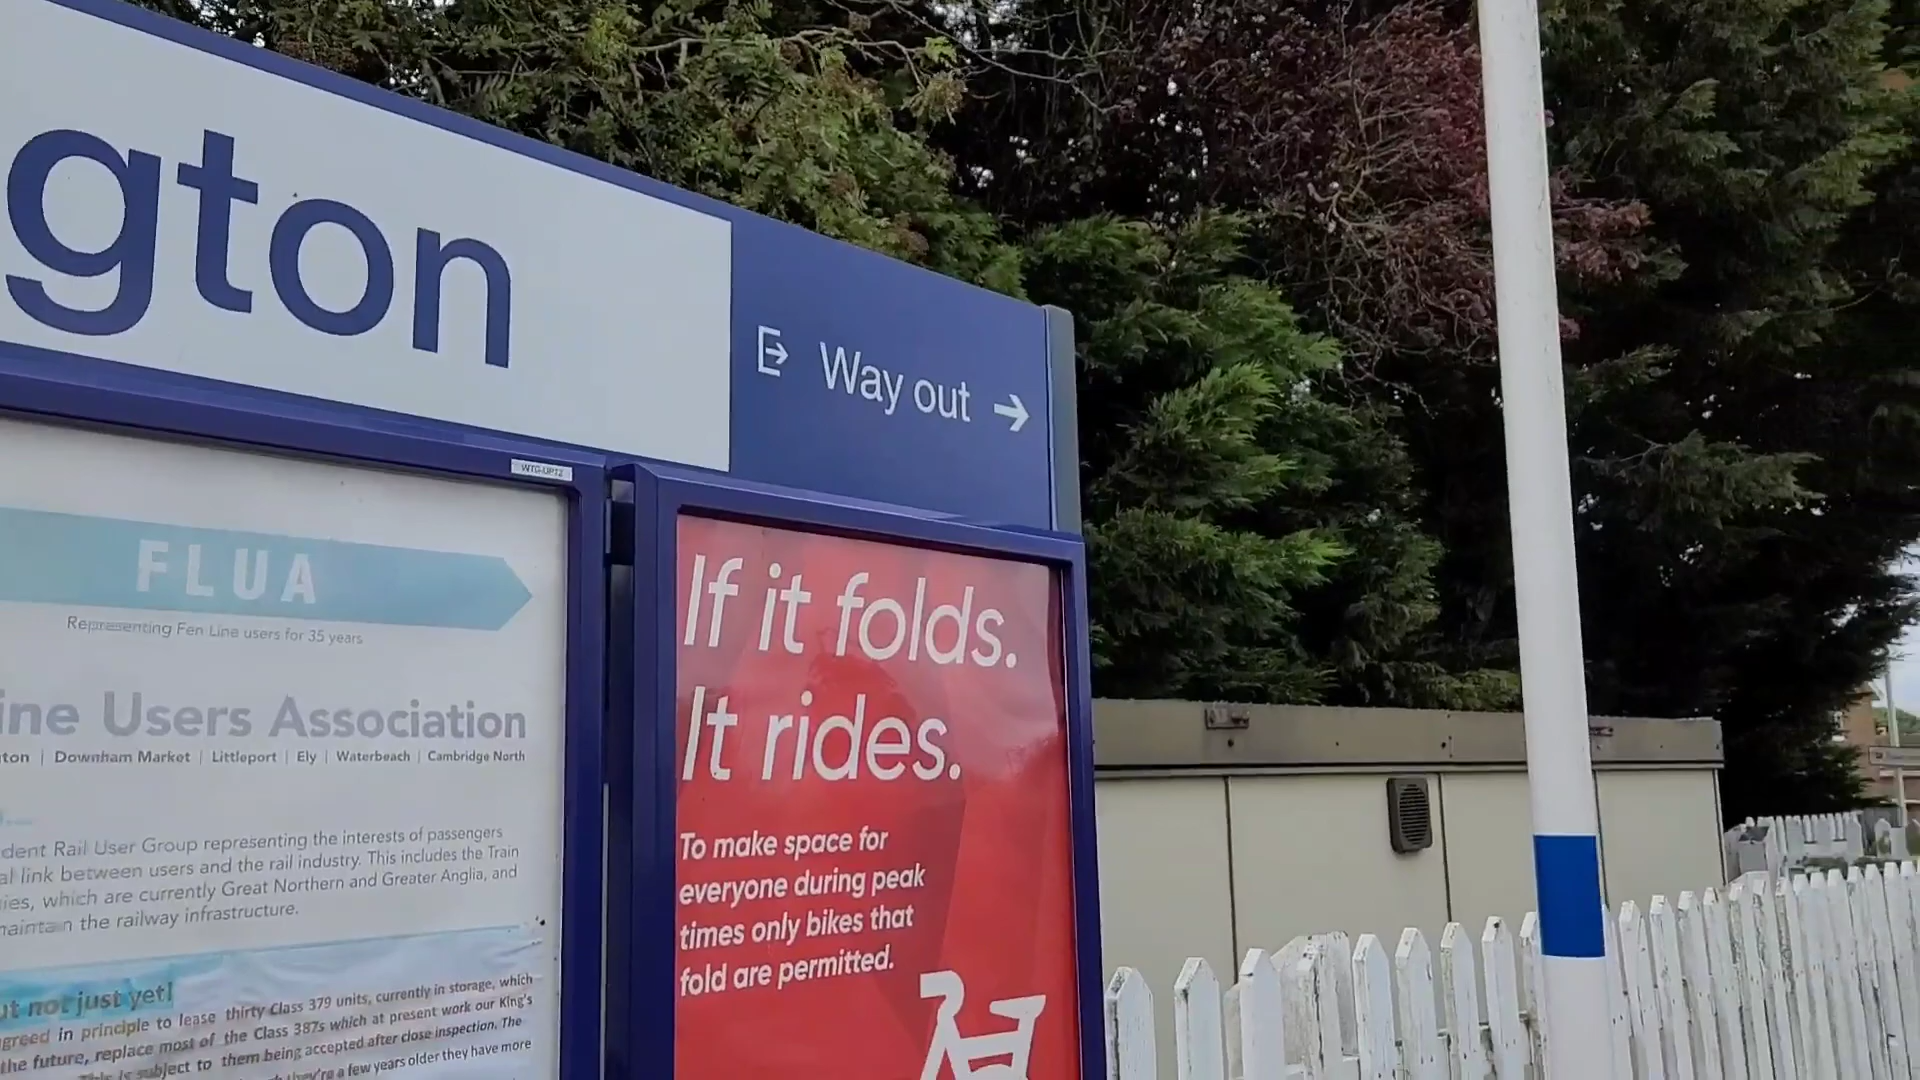 gton
Way out
WTG-UPT2
FLUA
Representing Fen Line users for 35 years
ine Users Association
ton | Downham Market | Littleport | Ely | Waterbeach | Cambridge North
dent Rail User Group representing the interests of passengers
al link between users and the rail industry. This includes the Train
ies, which are currently Great Northern and Greater Anglia, and
maintain the railway infrastructure.
ut not just yet!
greed in principle to lease thirty Class 379 units, currently in storage, which
the future, replace most of the Class 387s which at present work our King's
This is subject to them being accepted after close inspection. The
they're a few years older they have more
If it folds.
It rides.
To make space for
everyone during peak
times only bikes that
fold are permitted.